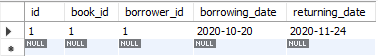 id book_id borrower_id borrowing_date returning_date
1 1 1 2020-10-20 2020-11-24
NULL NULL NULL NULL NULL